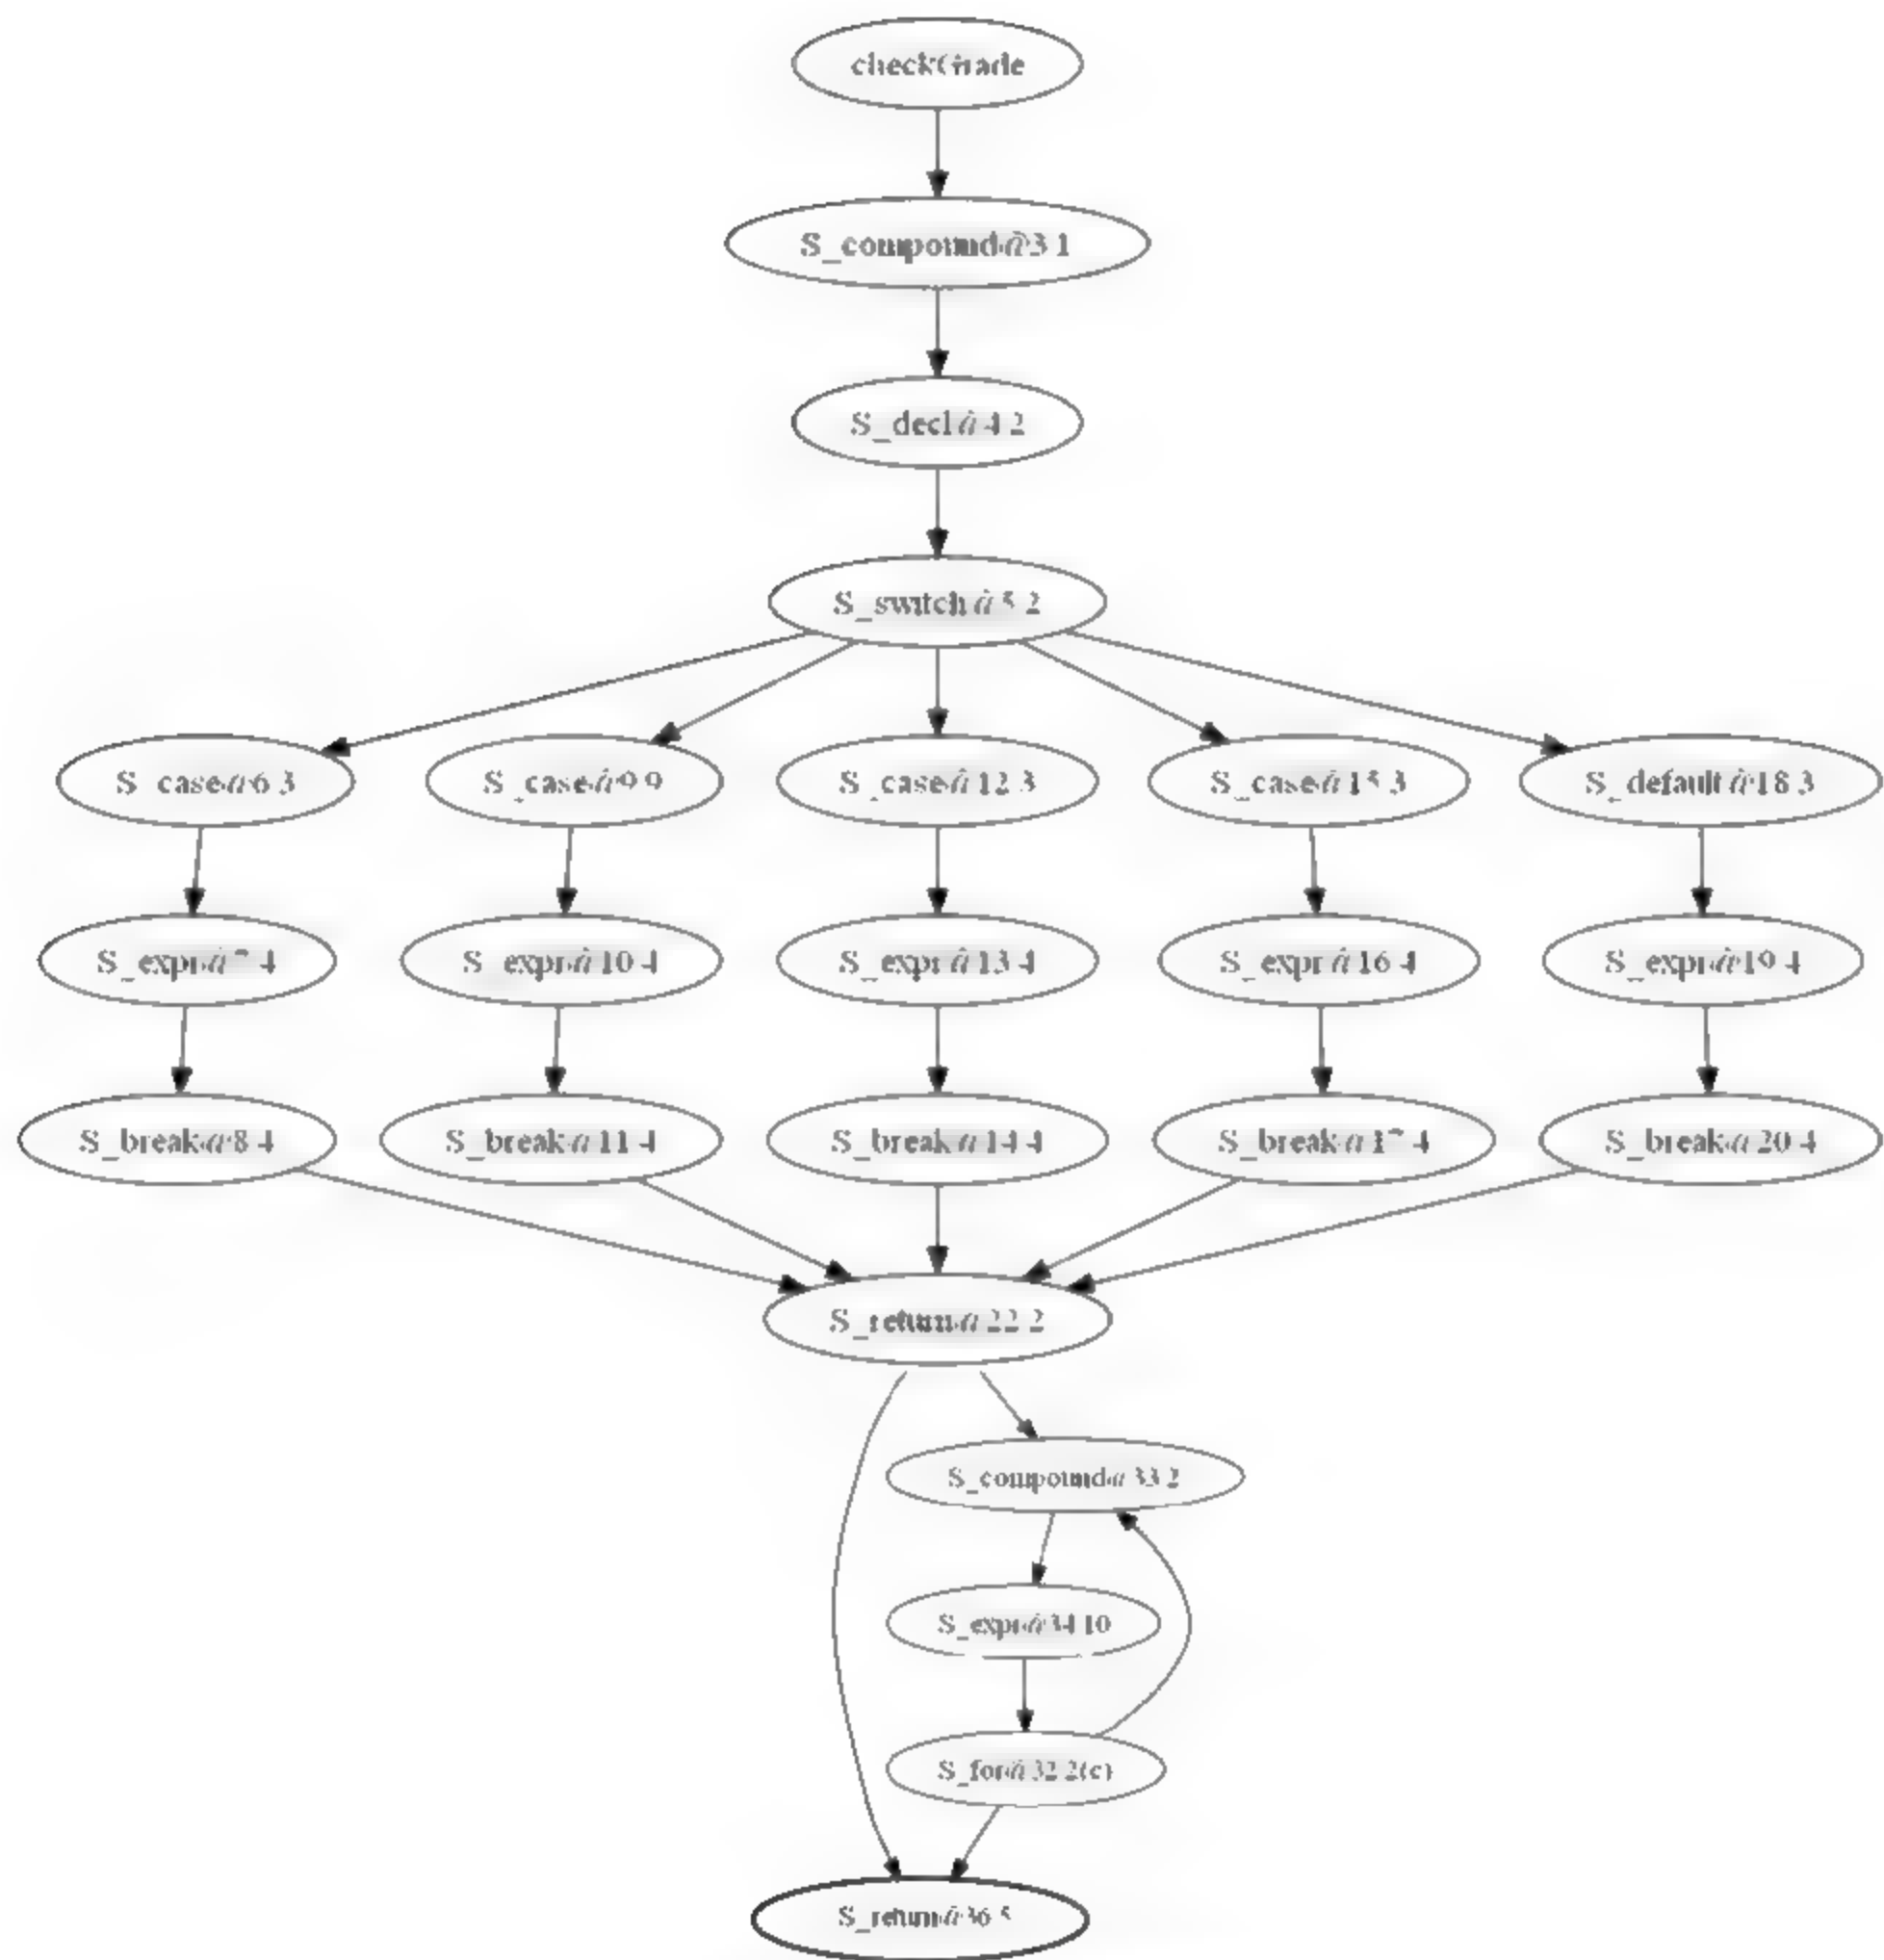 checkGrade
S_compound@3 1
S_decl@4 2
S_switch@5 2
S_case@6 3
S_case@9 9
S_case@12 3
S_case@15 3
S_default@18 3
S_expr@7 4
S_expr@10 4
S_expr@13 4
S_expr@16 4
S_expr@19 4
S_break@8 4
S_break@11 4
S_break@14 4
S_break@17 4
S_break@20 4
S_return@22 2
S_compound@33 2
S_expr@34 10
S_for@32 2(c)
S_return@36 5